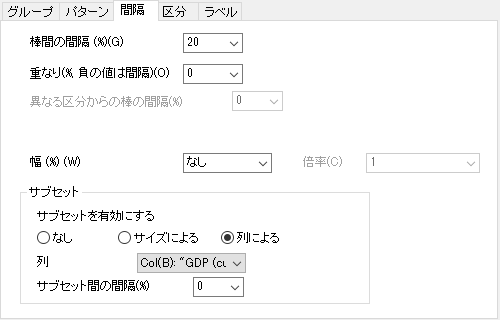 グループ パターン 間隔 区分 ラベル
棒間の間隔 (%)(G) 20
重なり(%, 負の値は間隔)(O) 0
異なる区分からの棒の間隔(%) 0
幅 (%) (W) なし 倍率(C) 1
サブセット
サブセットを有効にする
なし サイズによる 列による
列 Col(B): "GDP (cu
サブセット間の間隔(%) 0